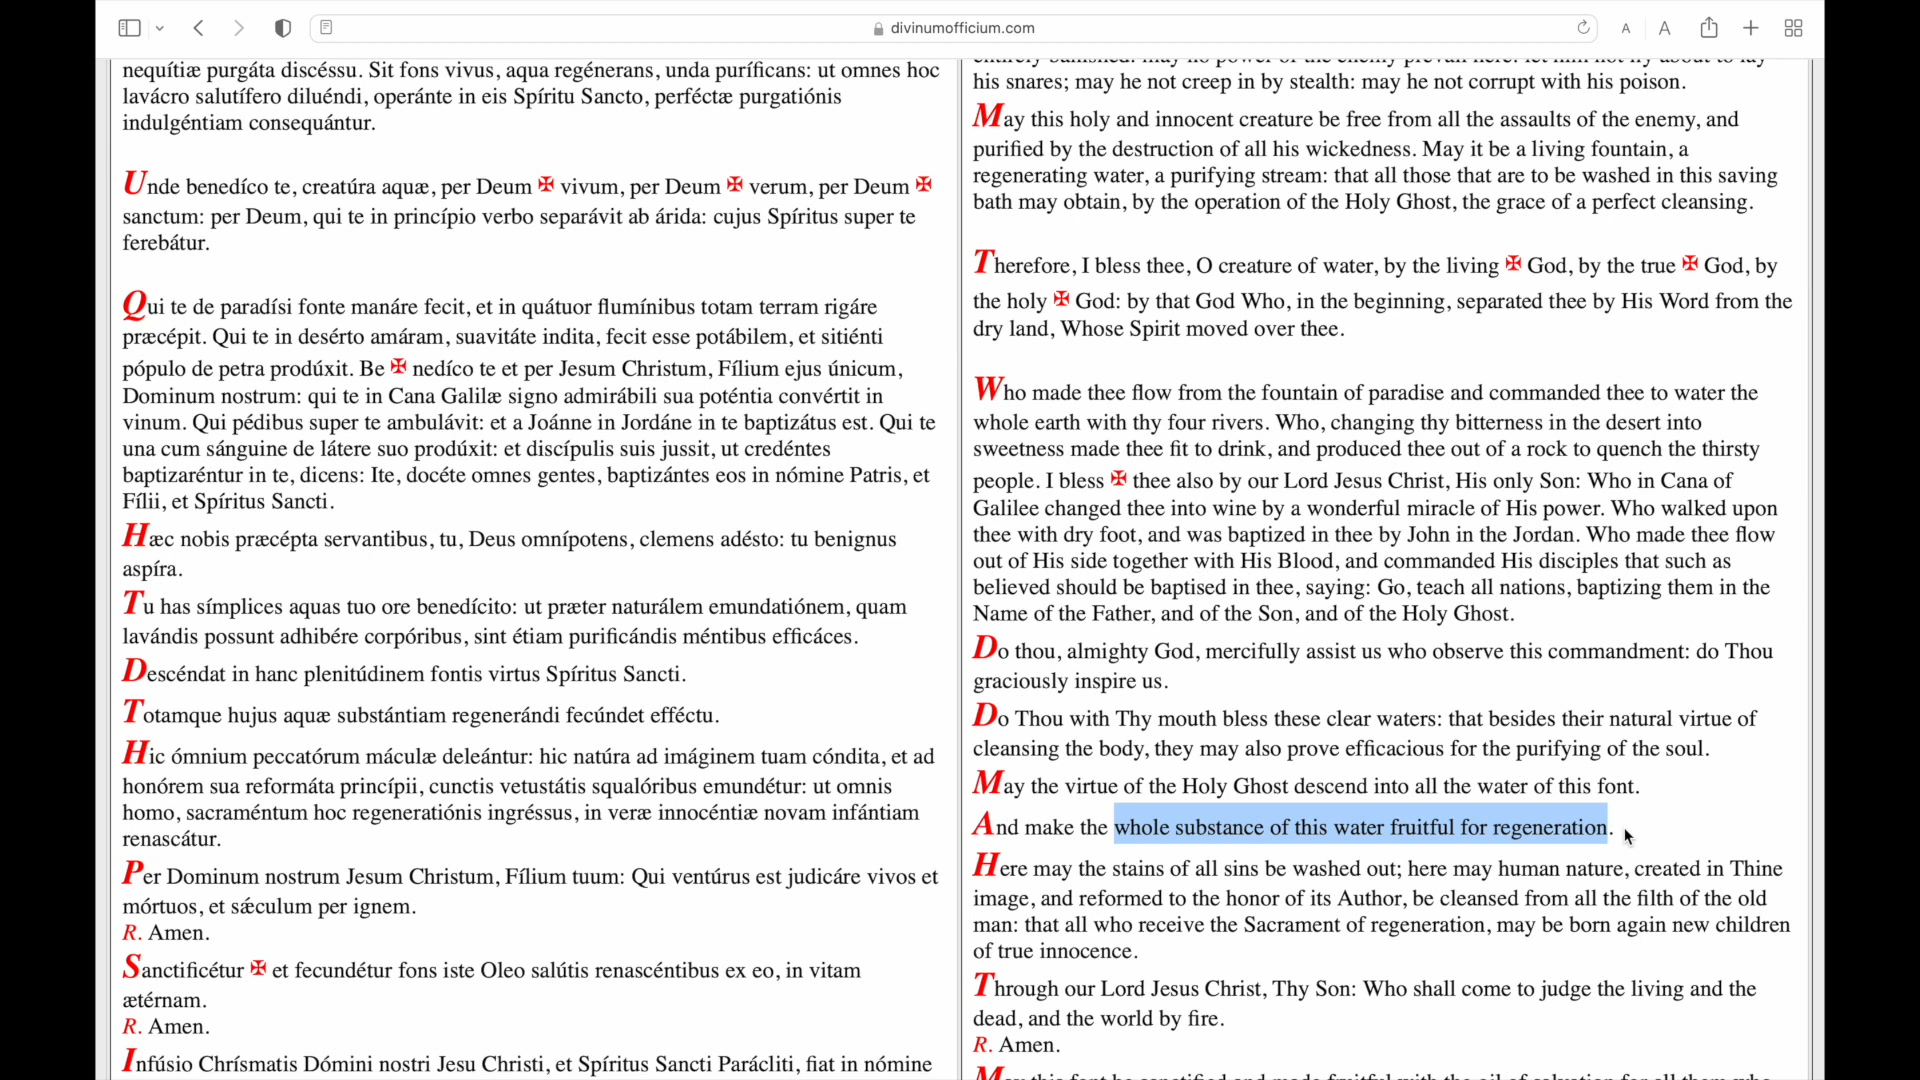 divinumofficium.com
A A
nequítiæ purgáta discéssu. Sit fons vivus, aqua regénerans, unda puríficans: ut omnes hoc
lavácro salutífero diluéndi, operánte in eis Spíritu Sancto, perféctæ purgatiónis
indulgéntiam consequántur.
Unde benedíco te, creatúra aquæ, per Deum ✠ vivum, per Deum ✠ verum, per Deum ✠
sanctum: per Deum, qui te in princípio verbo separávit ab árida: cujus Spíritus super te
ferebátur.
Qui te de paradísi fonte manáre fecit, et in quátuor flumínibus totam terram rigáre
præcépit. Qui te in desérto amáram, suavitáte indita, fecit esse potábilem, et sitiénti
pópulo de petra prodúxit. Be ✠ nedíco te et per Jesum Christum, Fílium ejus únicum,
Dominum nostrum: qui te in Cana Galilæ signo admirábili sua poténtia convértit in
vinum. Qui pédibus super te ambulávit: et a Joánne in Jordáne in te baptizátus est. Qui te
una cum sánguine de látere suo prodúxit: et discípulis suis jussit, ut credéntes
baptizaréntur in te, dicens: Ite, docéte omnes gentes, baptizántes eos in nómine Patris, et
Fílii, et Spíritus Sancti.
Hæc nobis præcépta servantibus, tu, Deus omnípotens, clemens adésto: tu benignus
aspíra.
Tu has símplices aquas tuo ore benedícito: ut præter naturálem emundatiónem, quam
lavándis possunt adhibére corpóribus, sint étiam purificándis méntibus efficáces.
Descéndat in hanc plenitúdinem fontis virtus Spíritus Sancti.
Totamque hujus aquæ substántiam regenerándi fecúndet efféctu.
Hic ómnium peccatórum máculæ deleántur: hic natúra ad imáginem tuam cóndita, et ad
honórem sua reformáta princípii, cunctis vetustátis squalóribus emundétur: ut omnis
homo, sacraméntum hoc regeneratiónis ingréssus, in veræ innocéntiæ novam infántiam
renascátur.
Per Dominum nostrum Jesum Christum, Fílium tuum: Qui ventúrus est judicáre vivos et
mórtuos, et sǽculum per ignem.
R. Amen.
Sanctificétur ✠ et fecundétur fons iste Oleo salútis renascéntibus ex eo, in vitam
ætérnam.
R. Amen.
Infúsio Chrísmatis Dómini nostri Jesu Christi, et Spíritus Sancti Parácliti, fiat in nómine
his snares; may he not creep in by stealth: may he not corrupt with his poison.
May this holy and innocent creature be free from all the assaults of the enemy, and
purified by the destruction of all his wickedness. May it be a living fountain, a
regenerating water, a purifying stream: that all those that are to be washed in this saving
bath may obtain, by the operation of the Holy Ghost, the grace of a perfect cleansing.
Therefore, I bless thee, O creature of water, by the living ✠ God, by the true ✠ God, by
the holy ✠ God: by that God Who, in the beginning, separated thee by His Word from the
dry land, Whose Spirit moved over thee.
Who made thee flow from the fountain of paradise and commanded thee to water the
whole earth with thy four rivers. Who, changing thy bitterness in the desert into
sweetness made thee fit to drink, and produced thee out of a rock to quench the thirsty
people. I bless ✠ thee also by our Lord Jesus Christ, His only Son: Who in Cana of
Galilee changed thee into wine by a wonderful miracle of His power. Who walked upon
thee with dry foot, and was baptized in thee by John in the Jordan. Who made thee flow
out of His side together with His Blood, and commanded His disciples that such as
believed should be baptised in thee, saying: Go, teach all nations, baptizing them in the
Name of the Father, and of the Son, and of the Holy Ghost.
Do thou, almighty God, mercifully assist us who observe this commandment: do Thou
graciously inspire us.
Do Thou with Thy mouth bless these clear waters: that besides their natural virtue of
cleansing the body, they may also prove efficacious for the purifying of the soul.
May the virtue of the Holy Ghost descend into all the water of this font.
And make the whole substance of this water fruitful for regeneration.
Here may the stains of all sins be washed out; here may human nature, created in Thine
image, and reformed to the honor of its Author, be cleansed from all the filth of the old
man: that all who receive the Sacrament of regeneration, may be born again new children
of true innocence.
Through our Lord Jesus Christ, Thy Son: Who shall come to judge the living and the
dead, and the world by fire.
R. Amen.